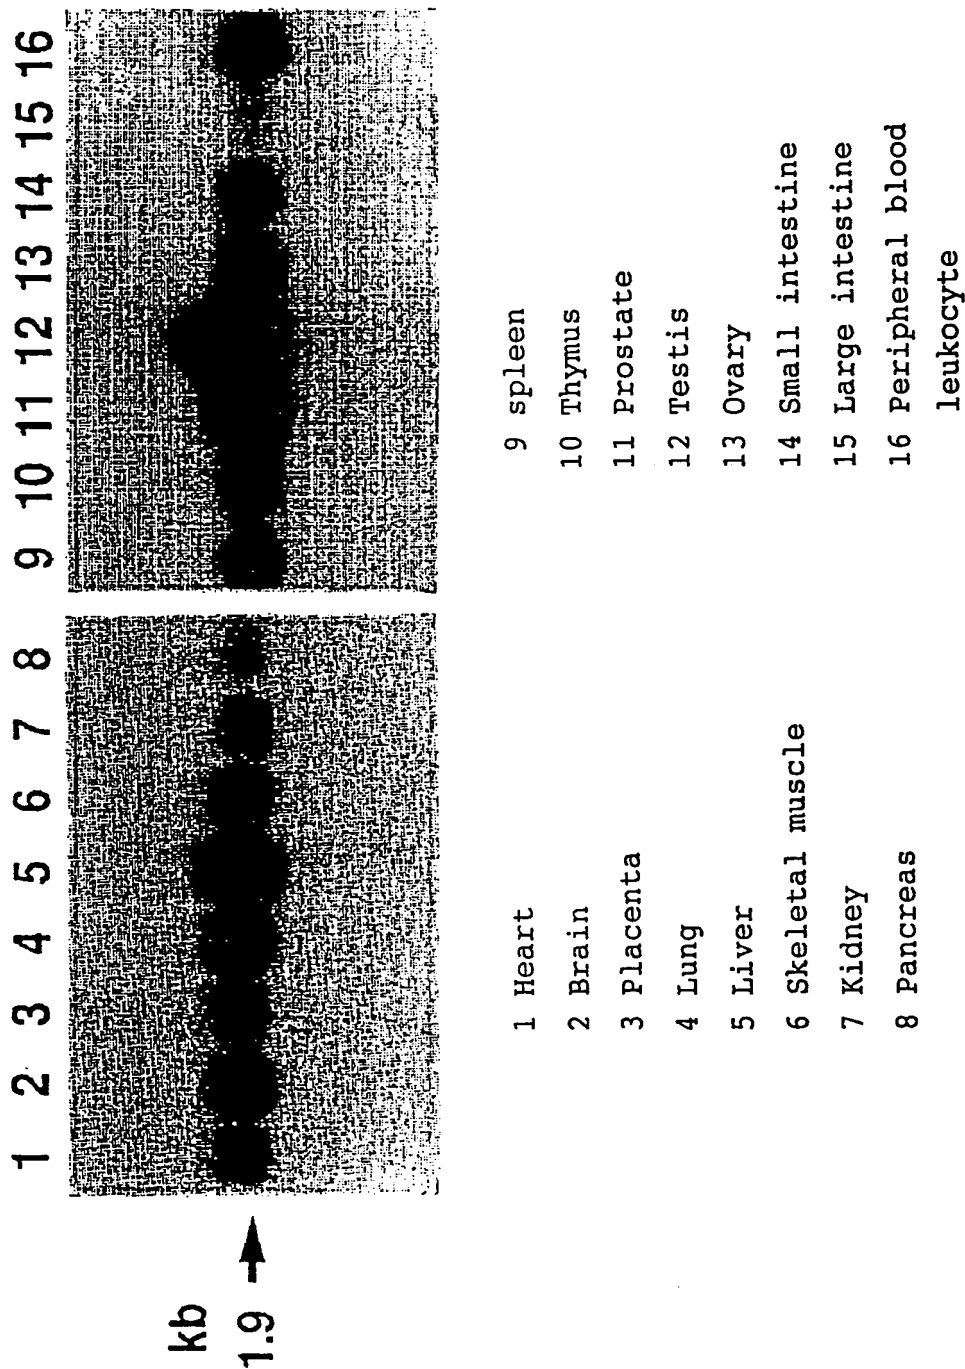 1 2 3 4 5 6 7 8 9 10 11 12 13 14 15 16
kb
1.9
1 Heart
2 Brain
3 Placenta
4 Lung
5 Liver
6 Skeletal muscle
7 Kidney
8 Pancreas
9 spleen
10 Thymus
11 Prostate
12 Testis
13 Ovary
14 Small intestine
15 Large intestine
16 Peripheral blood
leukocyte